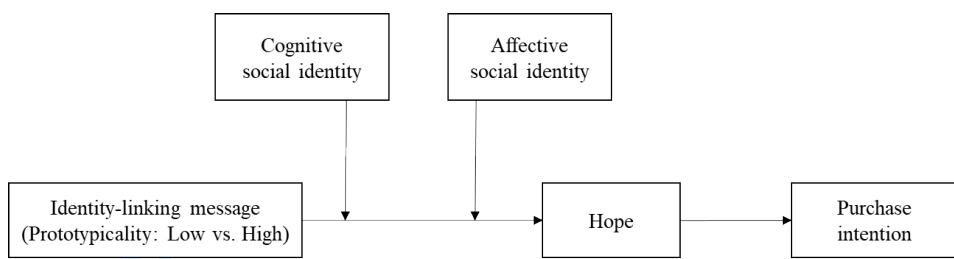 Cognitive
social identity
Affective
social identity
Identity-linking message
(Prototypicality: Low vs. High)
Hope
Purchase
intention